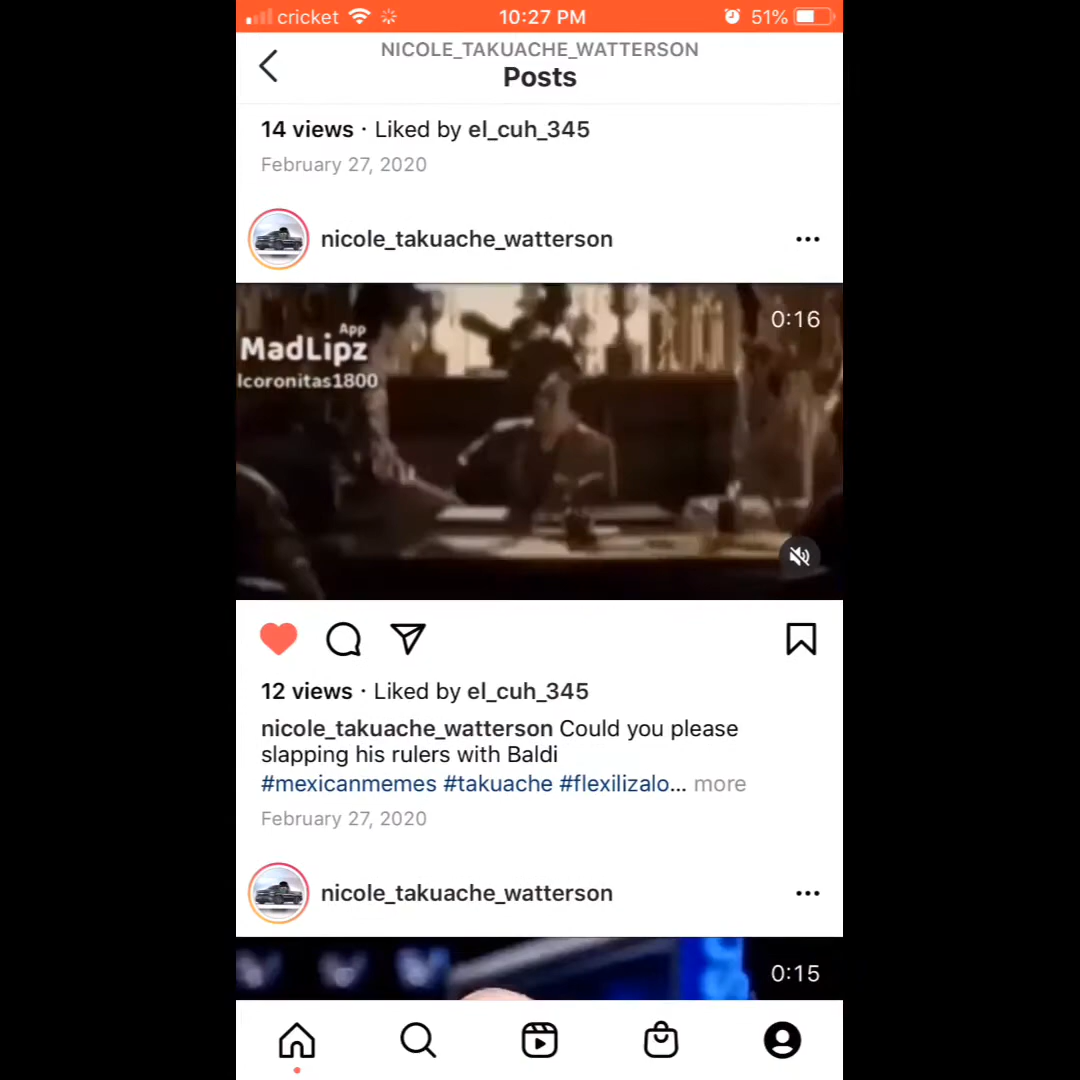 cricket 10:27 PM 51%
NICOLE_TAKUACHE_WATTERSON
Posts
14 views · Liked by el_cuh_345
February 27, 2020
nicole_takuache_watterson
0:16
App
MadLipz
lcoronitas1800
12 views · Liked by el_cuh_345
nicole_takuache_watterson Could you please
slapping his rulers with Baldi
#mexicanmemes #takuache #flexilizalo... more
February 27, 2020
nicole_takuache_watterson
0:15